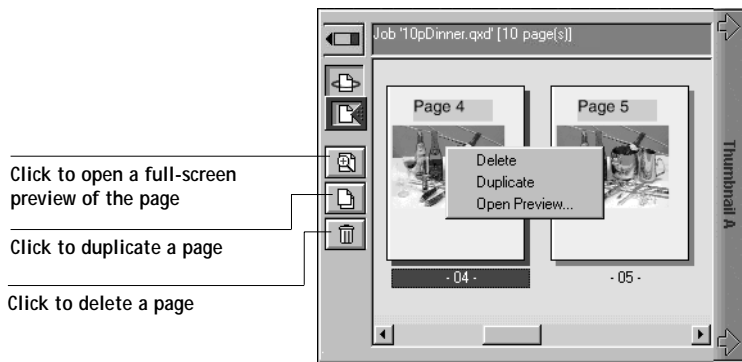 Job '10pDinner.qxd' [10 page(s)]
Page 4
Page 5
Delete
Duplicate
Open Preview...
Thumbnail A
- 04 -
- 05 -
Click to open a full-screen
preview of the page
Click to duplicate a page
Click to delete a page